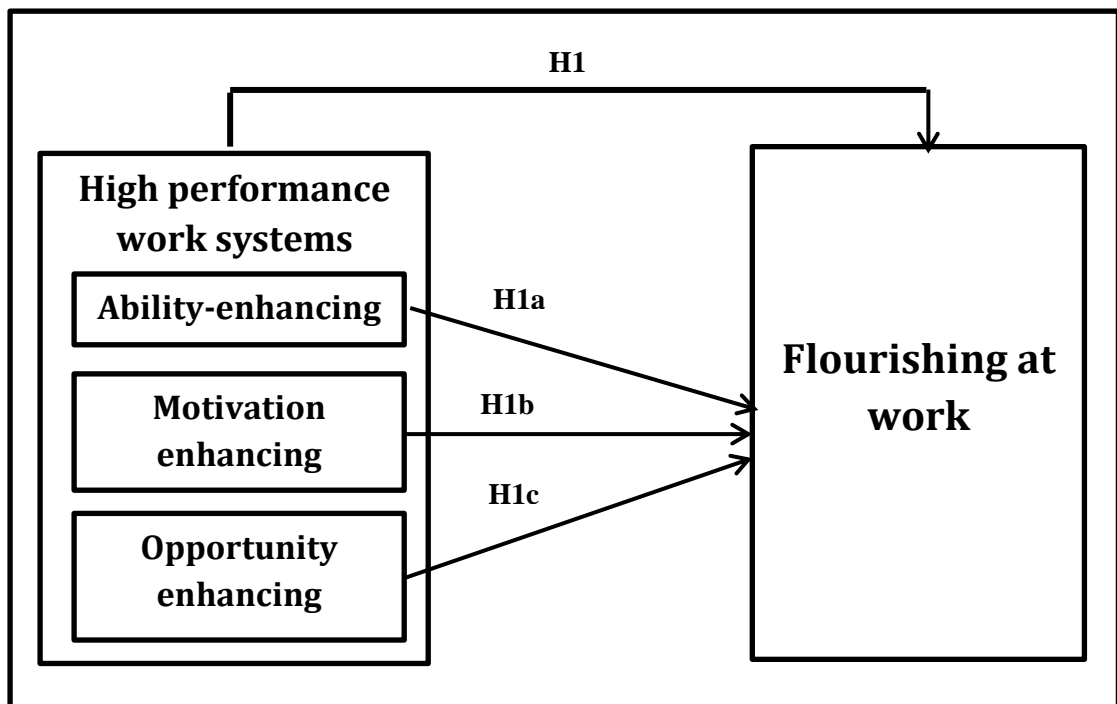 H1
High performance
work systems
Ability-enhancing
H1a
Motivation
enhancing
H1b
Opportunity
enhancing
H1c
Flourishing at
work